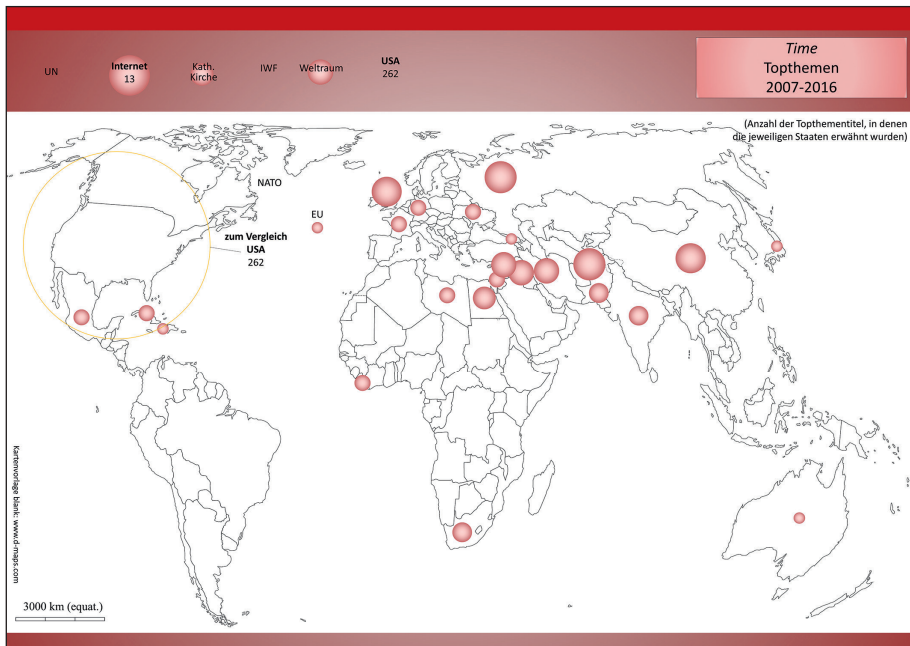 UN
Internet
13
Kath.
Kirche
IWF
Weltraum
USA
262
Time
Topthemen
2007-2016
(Anzahl der Topthementitel, in denen
die jeweiligen Staaten erwähnt wurden)
NATO
EU
zum Vergleich
USA
262
Kartenvorlage blank: www.d-maps.com
3000 km (equat.)